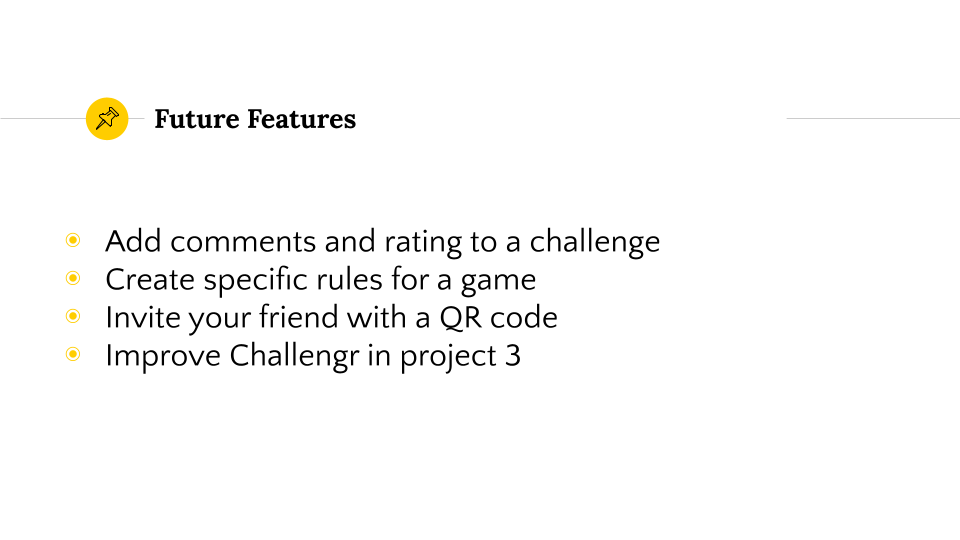 Future Features
Add comments and rating to a challenge
Create specific rules for a game
Invite your friend with a QR code
Improve Challengr in project 3